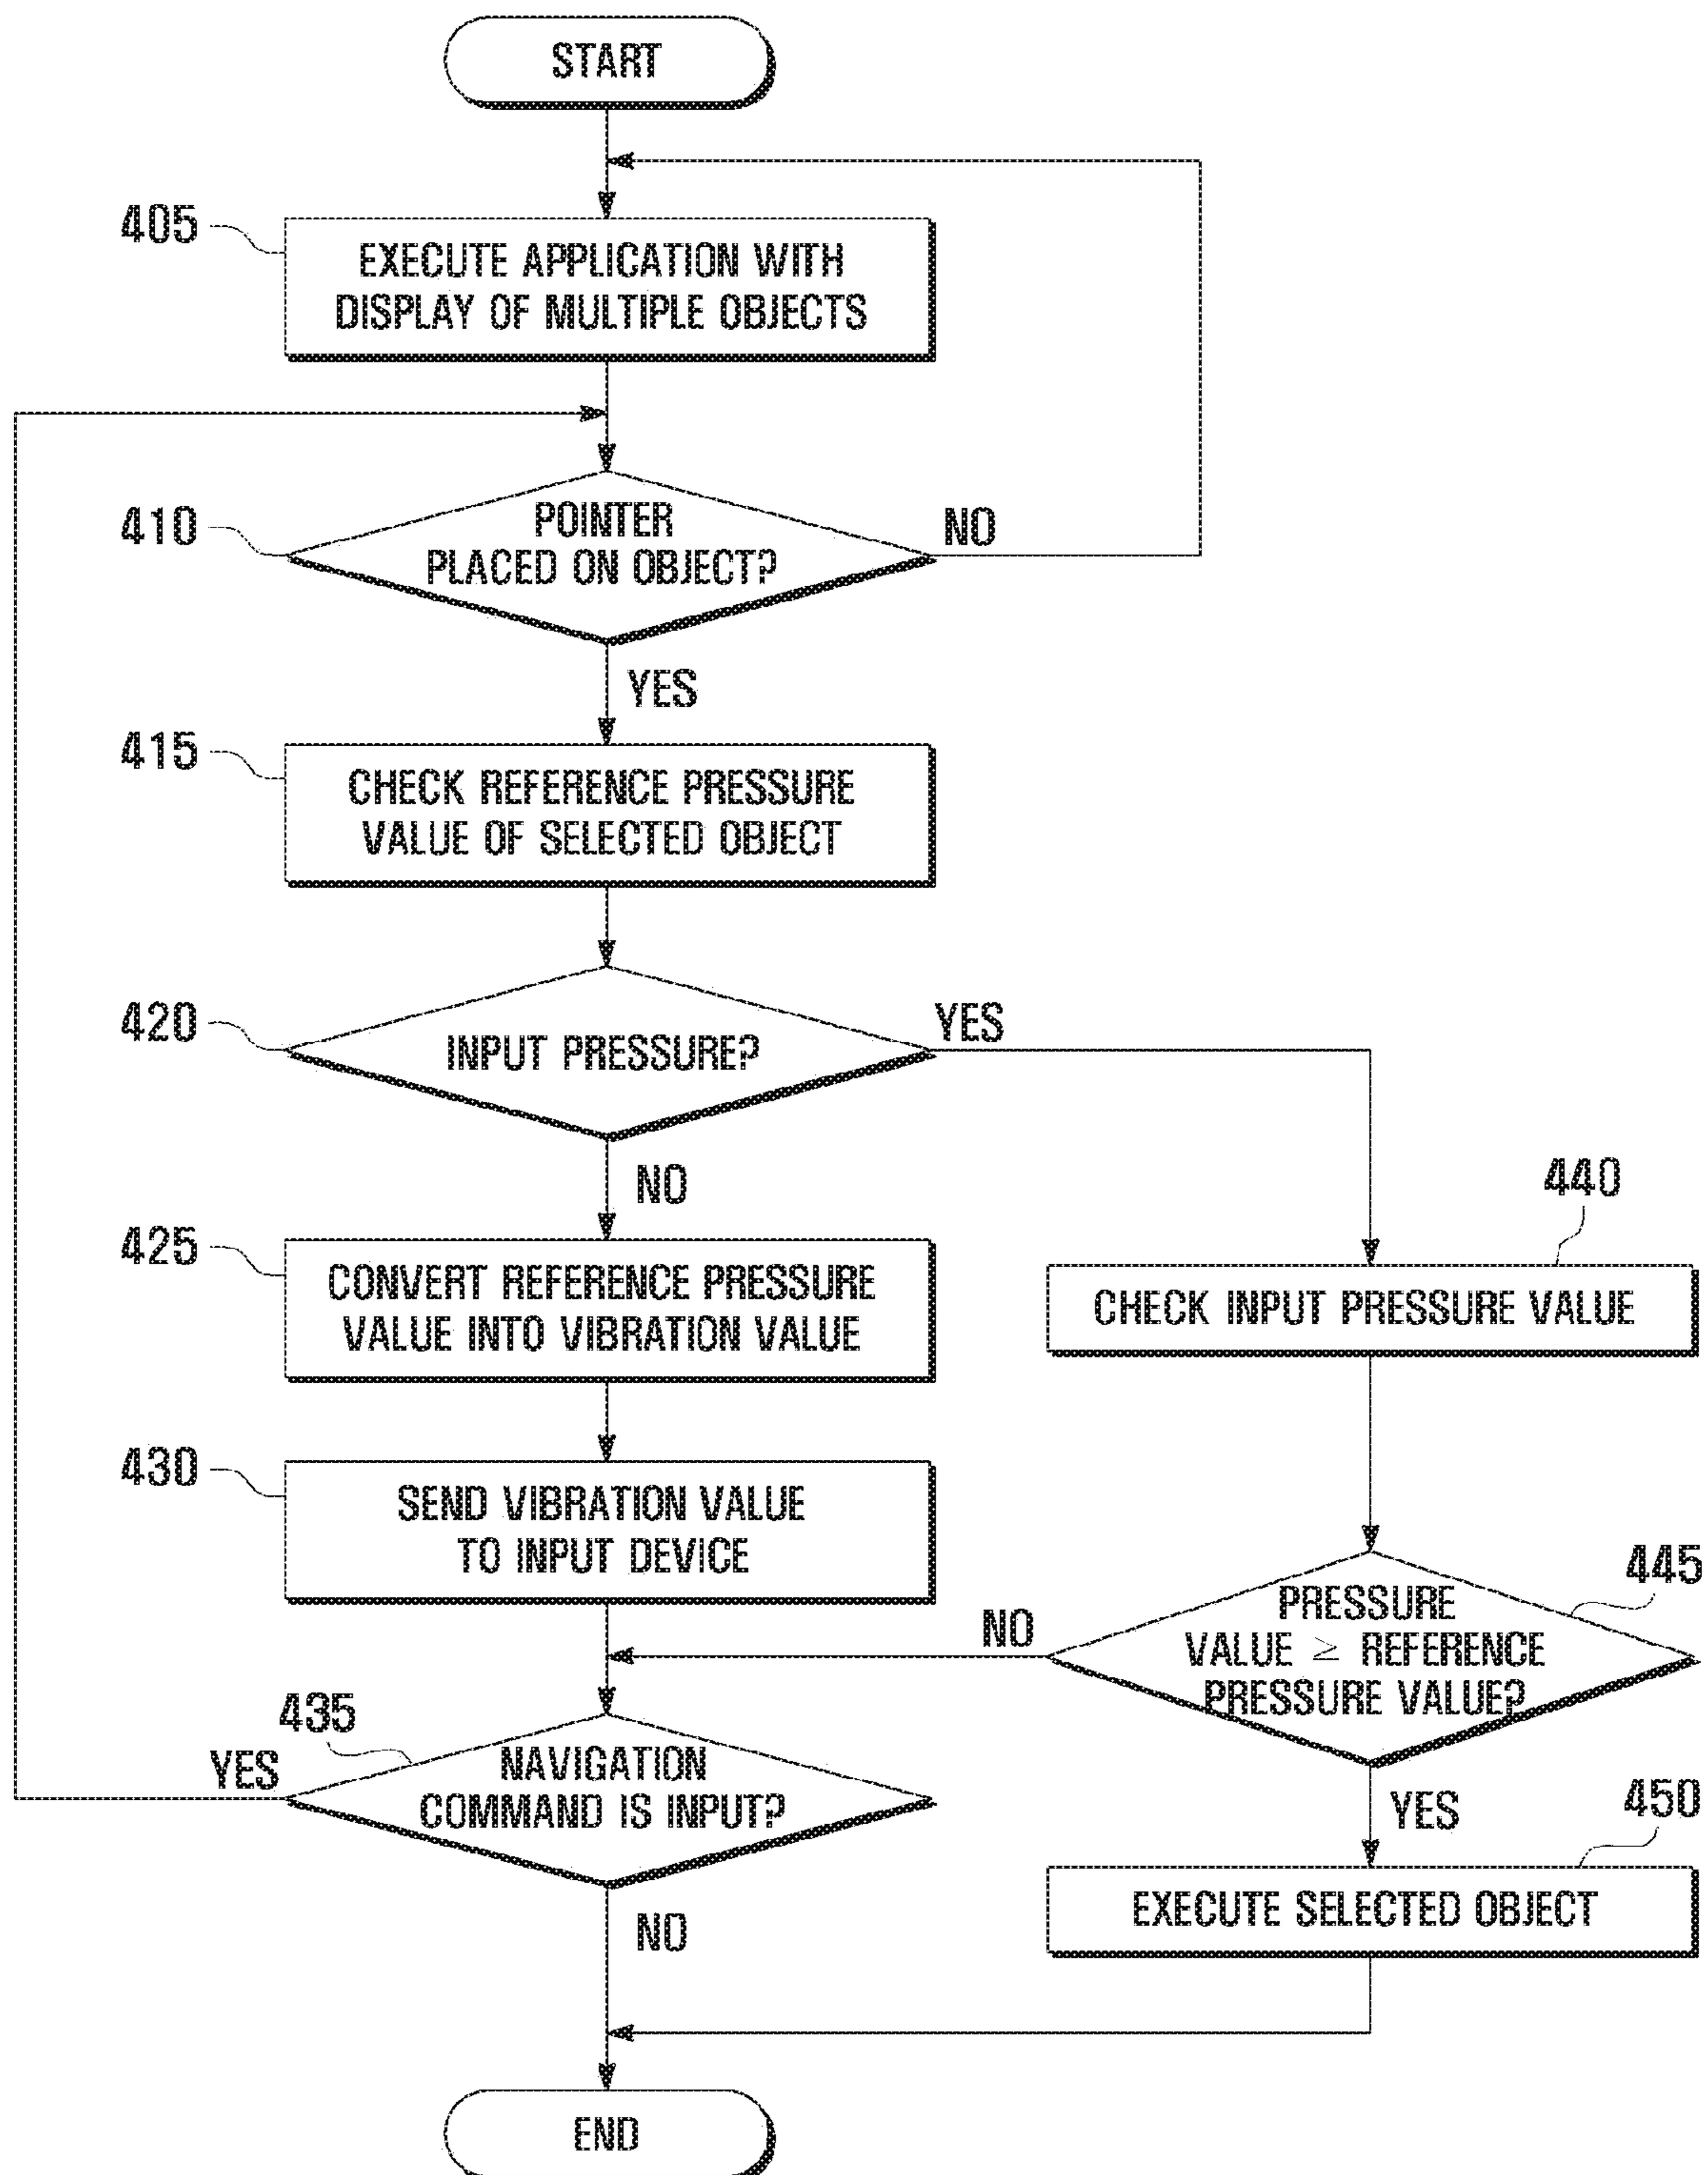 START
405
EXECUTE APPLICATION WITH
DISPLAY OF MULTIPLE OBJECTS
410
POINTER
PLACED ON OBJECT?
NO
YES
415
CHECK REFERENCE PRESSURE
VALUE OF SELECTED OBJECT
420
INPUT PRESSURE?
YES
NO
425
CONVERT REFERENCE PRESSURE
VALUE INTO VIBRATION VALUE
440
CHECK INPUT PRESSURE VALUE
430
SEND VIBRATION VALUE
TO INPUT DEVICE
445
PRESSURE
VALUE ≥ REFERENCE
PRESSURE VALUE?
NO
YES
435
NAVIGATION
COMMAND IS INPUT?
YES
NO
450
EXECUTE SELECTED OBJECT
END